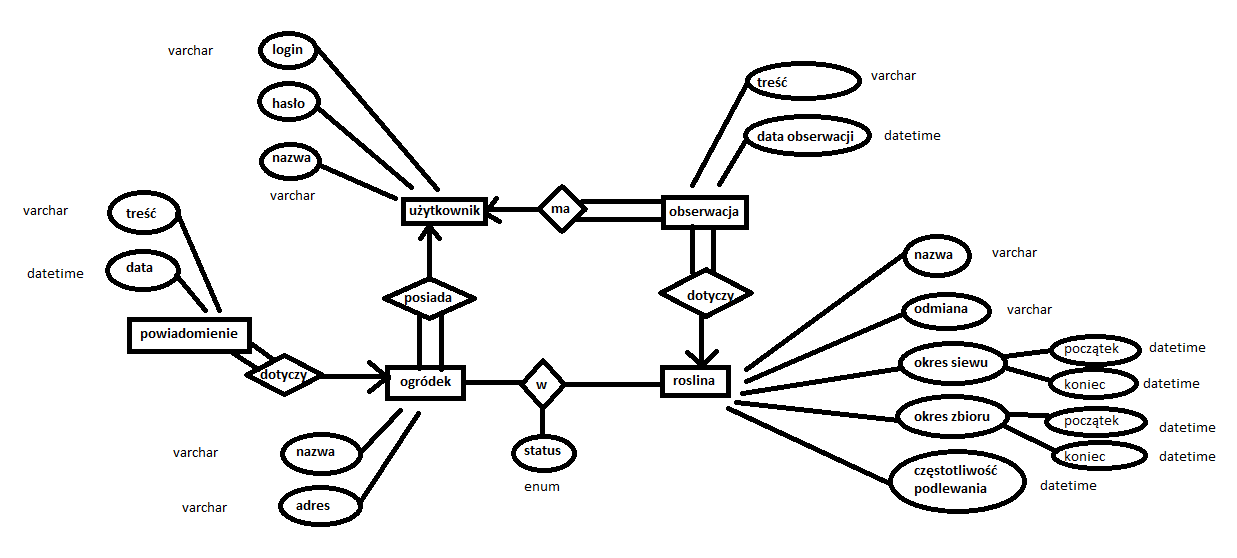 varchar
login
hasło
nazwa
varchar
użytkownik
ma
obserwacja
treść
varchar
data obserwacji
datetime
varchar
treść
datetime
data
powiadomienie
dotyczy
posiada
dotyczy
ogródek
w
roslina
status
enum
varchar
nazwa
varchar
adres
nazwa
varchar
odmiana
varchar
okres siewu
początek
datetime
koniec
datetime
okres zbioru
początek
datetime
koniec
datetime
częstotliwość
podlewania
datetime